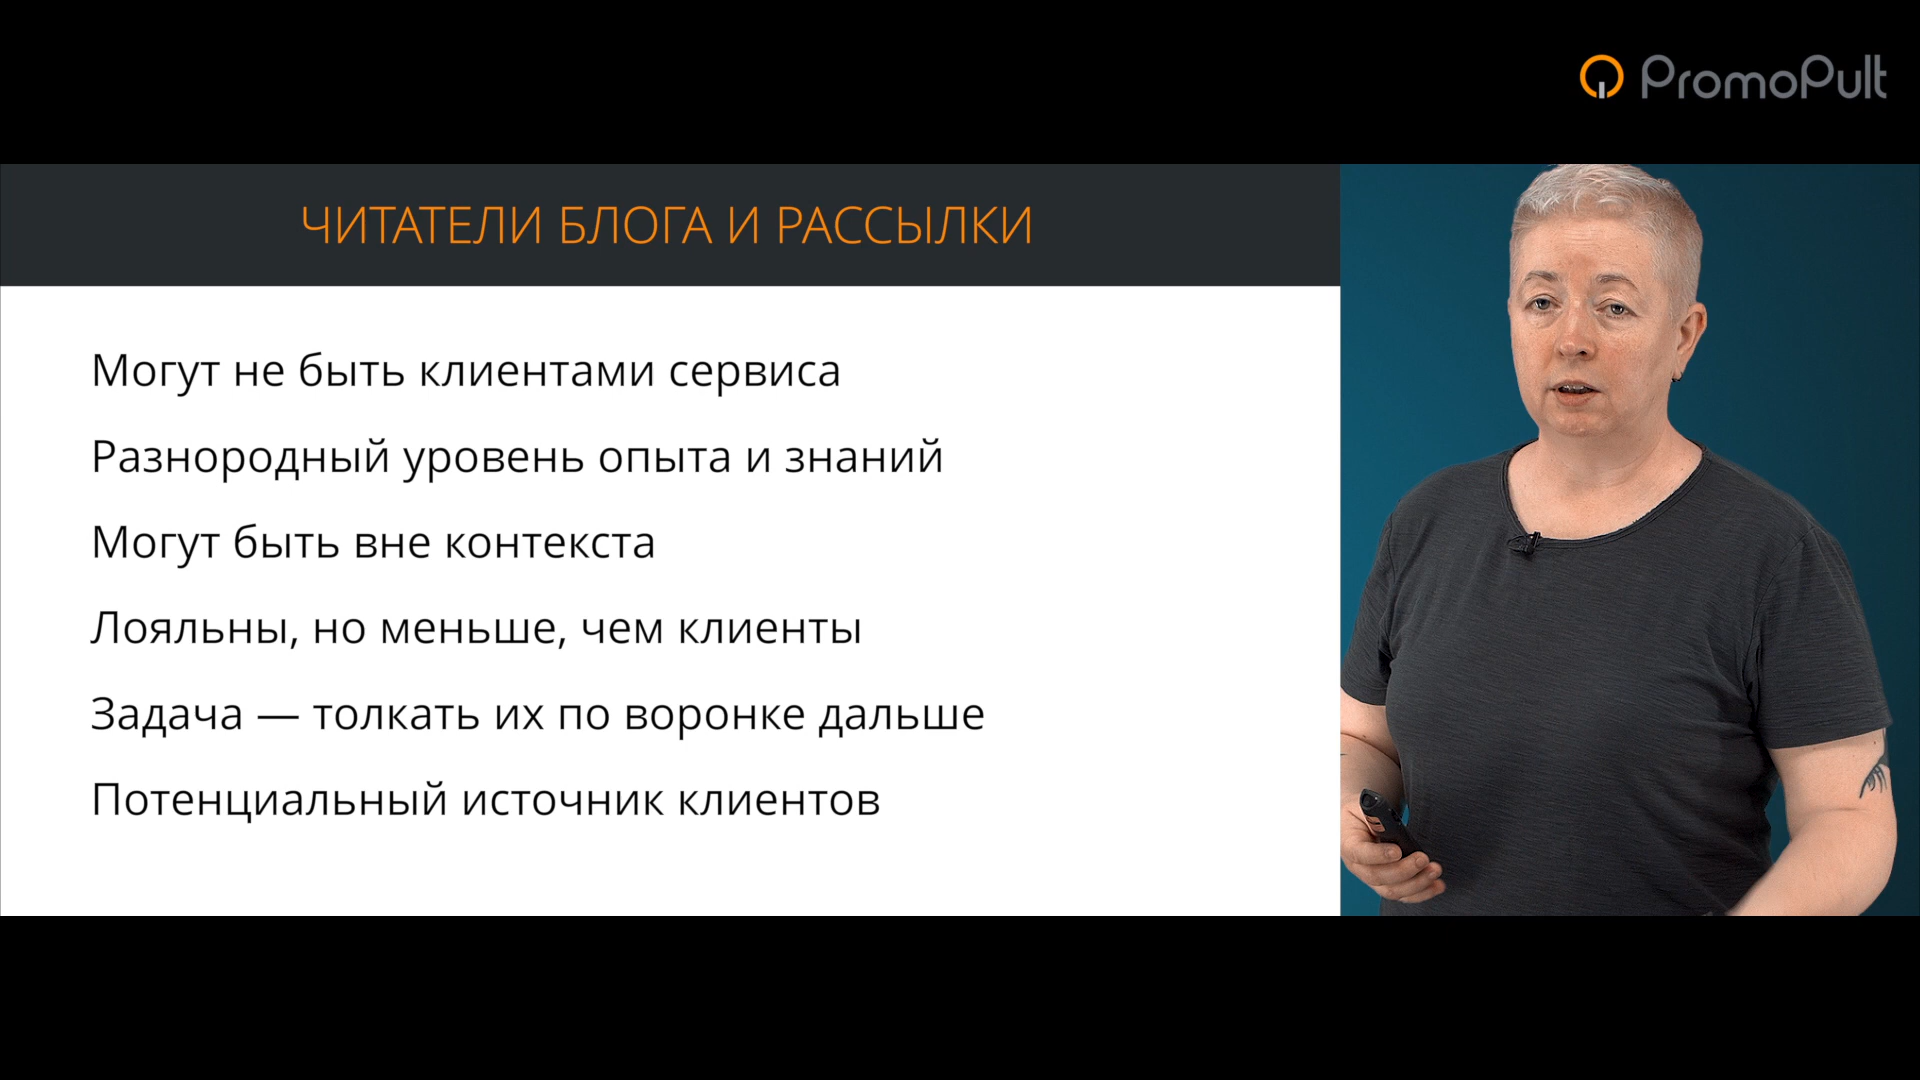 PromoPult
ЧИТАТЕЛИ БЛОГА И РАССЫЛКИ
Могут не быть клиентами сервиса
Разнородный уровень опыта и знаний
Могут быть вне контекста
Лояльны, но меньше, чем клиенты
Задача — толкать их по воронке дальше
Потенциальный источник клиентов